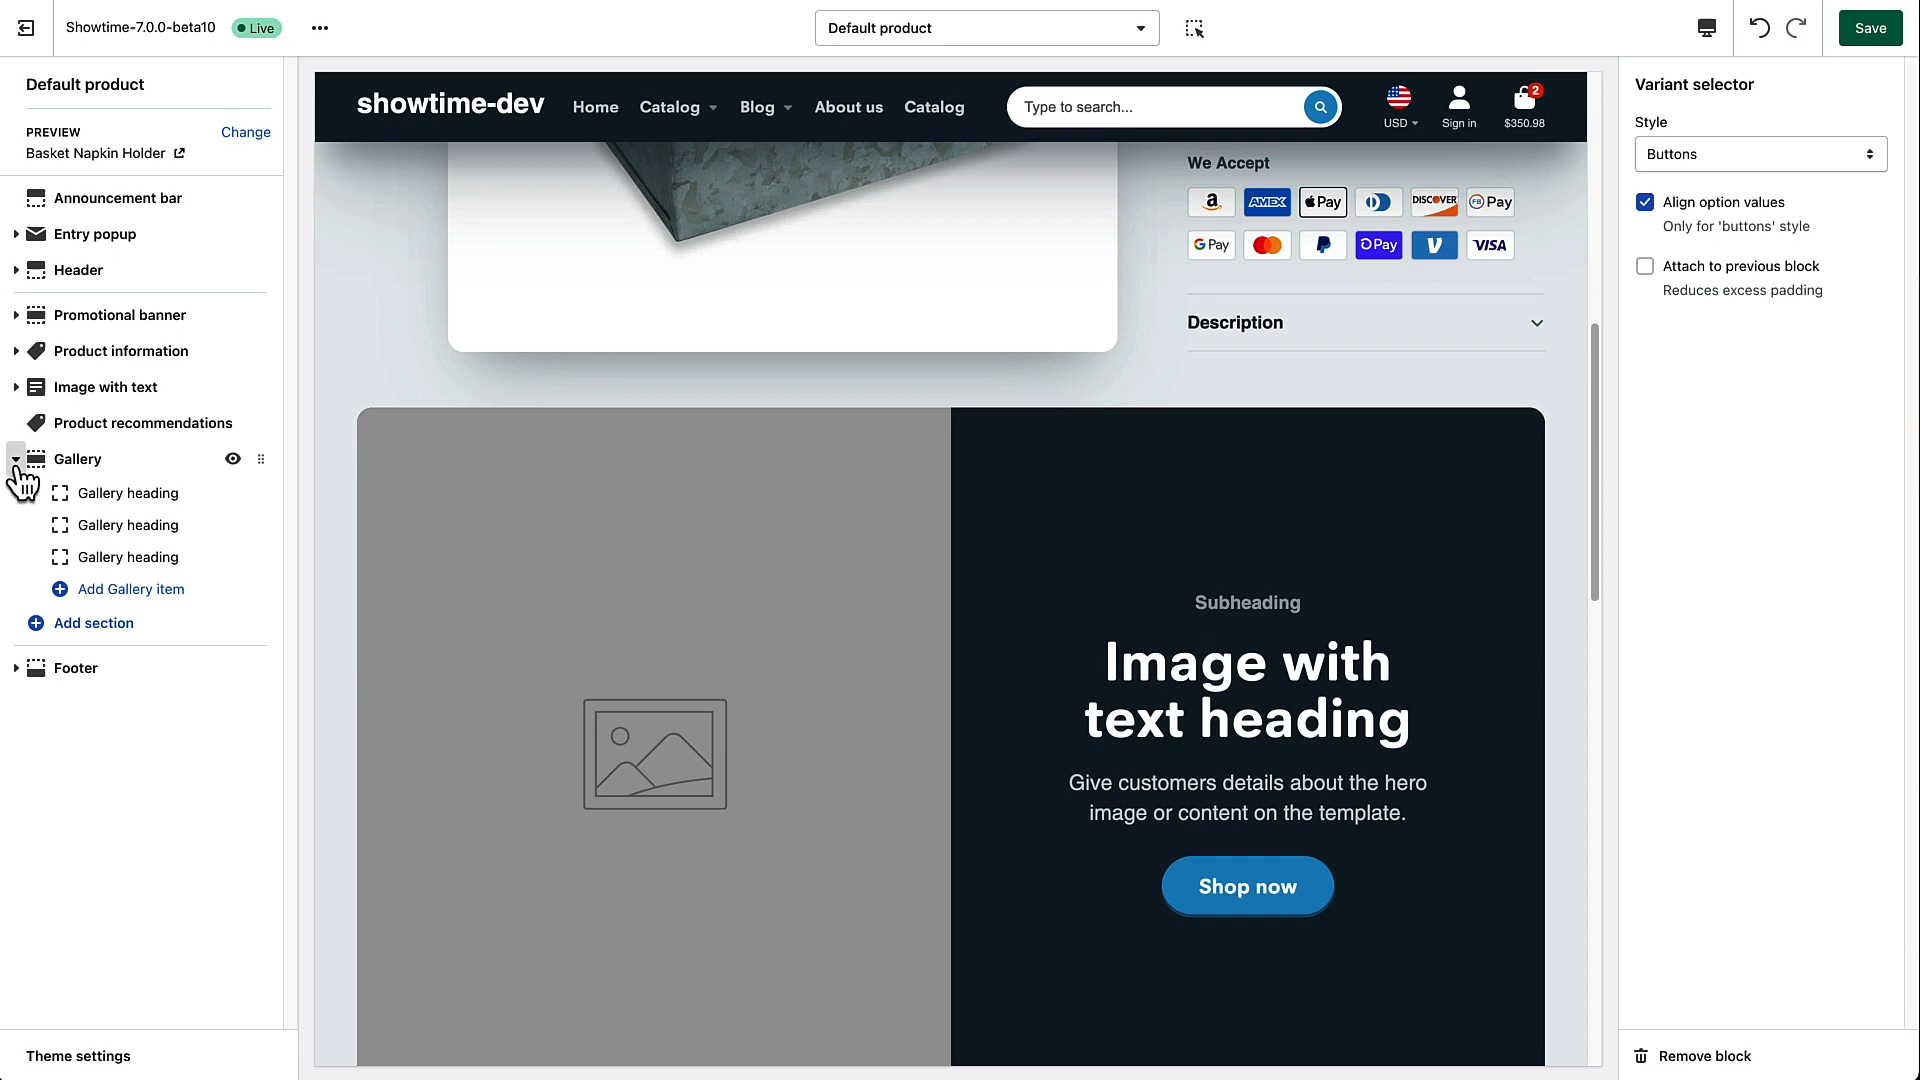 Showtime-7.0.0-beta10
Live
Default product
Save
Default product
PREVIEW
Change
Basket Napkin Holder
Announcement bar
Entry popup
Header
Promotional banner
Product information
Image with text
Product recommendations
Gallery
Gallery heading
Gallery heading
Gallery heading
Add Gallery item
Add section
Footer
Theme settings
showtime-dev
Home
Catalog
Blog
About us
Catalog
Type to search...
USD
Sign in
2
$350.98
We Accept
a
AMEX
Pay
DISCOVER
FB Pay
G Pay
Pay
V
VISA
Description
Subheading
Image with
text heading
Give customers details about the hero
image or content on the template.
Shop now
Variant selector
Style
Buttons
Align option values
Only for 'buttons' style
Attach to previous block
Reduces excess padding
Remove block